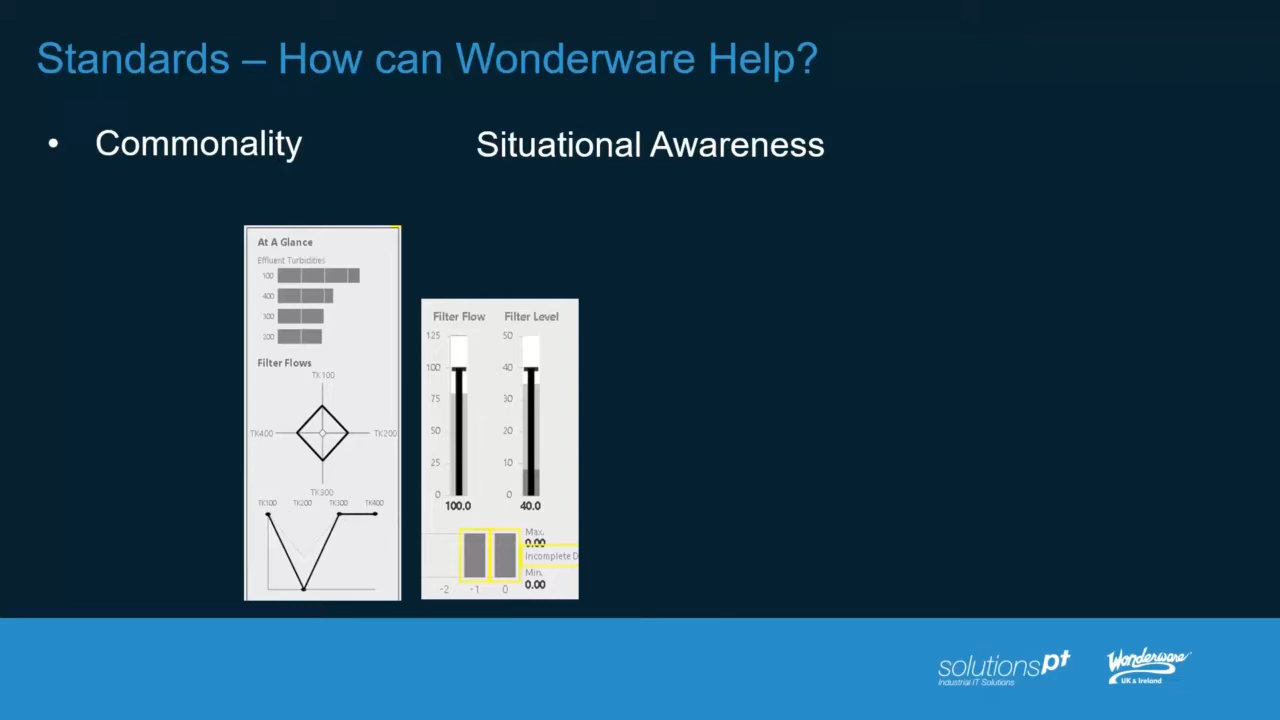 Standards – How can Wonderware Help?
• Commonality
Situational Awareness
At A Glance
Effluent Turbidities
100
400
300
200
Filter Flows
TK100
TK400
TK200
TK300
TK100 TK200 TK300 TK400
Filter Flow
125
100
75
50
25
0
100.0
Filter Level
50
40
30
20
10
0
40.0
Max.
0.00
Incomplete D
Min.
0.00
-2 -1 0
solutionspt
Industrial IT Solutions
Wonderware
UK & Ireland